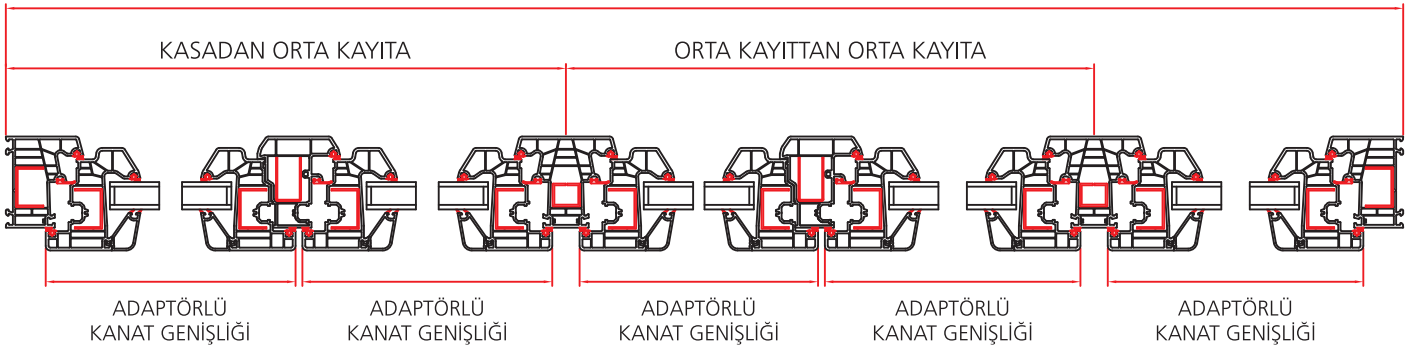 KASADAN ORTA KAYITA
ORTA KAYITTAN ORTA KAYITA
ADAPTÖRLÜ
KANAT GENİŞLİĞİ
ADAPTÖRLÜ
KANAT GENİŞLİĞİ
ADAPTÖRLÜ
KANAT GENİŞLİĞİ
ADAPTÖRLÜ
KANAT GENİŞLİĞİ
ADAPTÖRLÜ
KANAT GENİŞLİĞİ